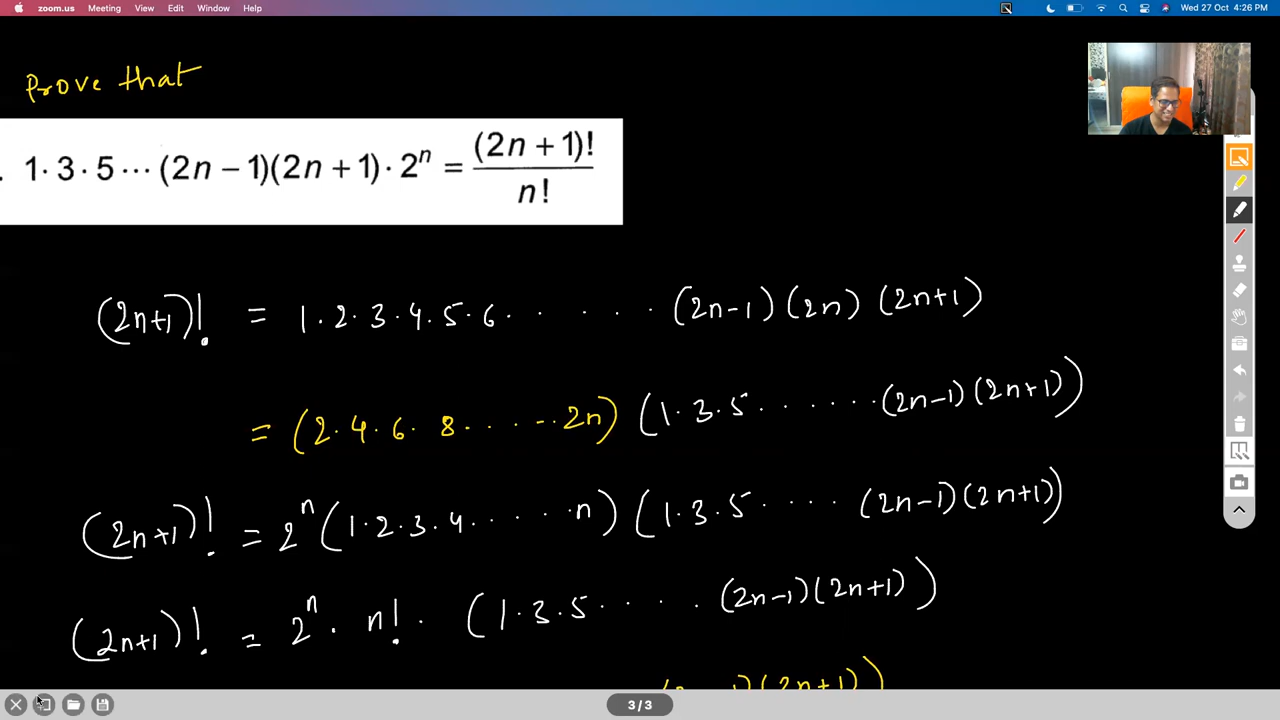 zoom.us Meeting View Edit Window Help Wed 27 Oct 4:26 PM
Prove that
. 1 · 3 · 5 ··· (2n − 1)(2n + 1) · 2ⁿ = (2n + 1)! / n!
(2n+1)! = 1·2·3·4·5·6· · · · · · (2n-1)(2n)(2n+1)
= (2·4·6·8· · · · ·· 2n) (1·3·5 · · · · · · (2n-1)(2n+1))
(2n+1)! = 2ⁿ(1·2·3·4 · · · · · n) (1·3·5 · · · · (2n-1)(2n+1))
(2n+1)! = 2ⁿ · n! · (1·3·5 · · · · (2n-1)(2n+1))
(2n+1))
3/3